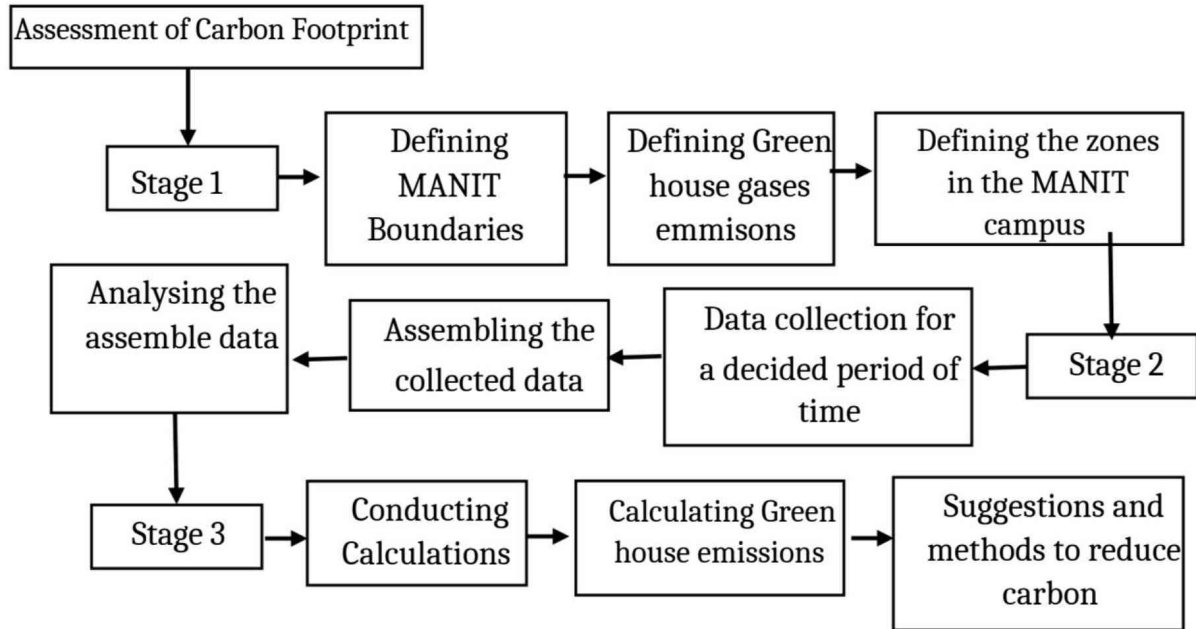 Assessment of Carbon Footprint
Stage 1
Defining
MANIT
Boundaries
Defining Green
house gases
emmisons
Defining the zones
in the MANIT
campus
Stage 2
Data collection for
a decided period of
time
Assembling the
collected data
Analysing the
assemble data
Stage 3
Conducting
Calculations
Calculating Green
house emissions
Suggestions and
methods to reduce
carbon